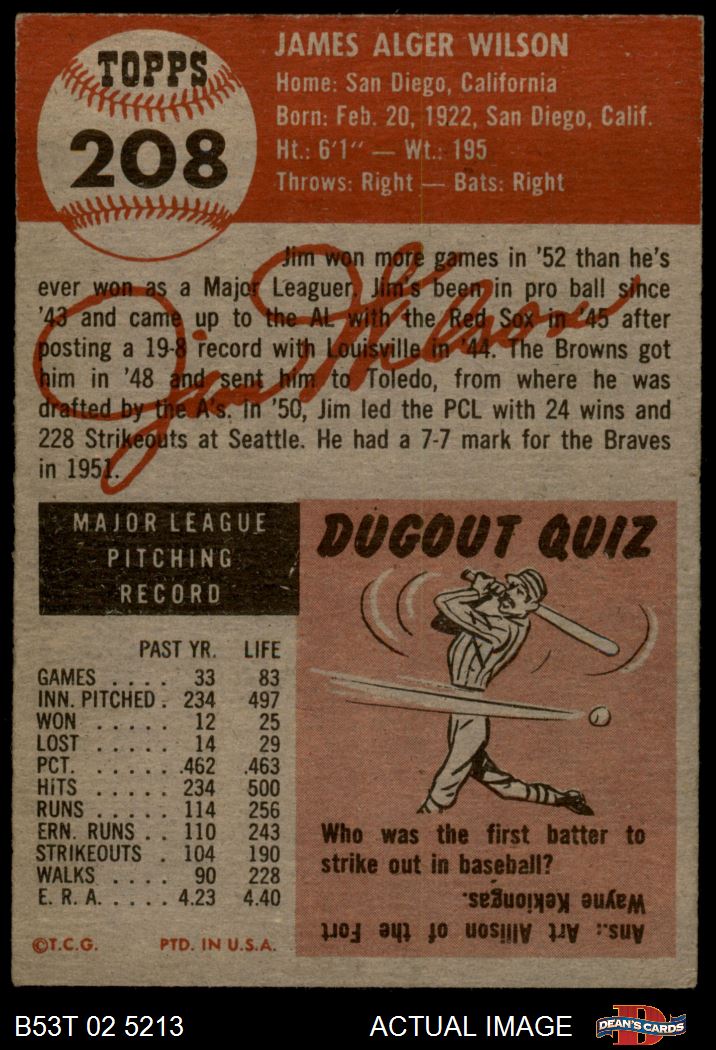 TOPPS
208
JAMES ALGER WILSON
Home: San Diego, California
Born: Feb. 20, 1922, San Diego, Calif.
Ht.: 6'1" — Wt.: 195
Throws: Right — Bats: Right
Jim won more games in '52 than he's
ever won as a Major Leaguer. Jim's been in pro ball since
'43 and came up to the AL with the Red Sox in '45 after
posting a 19-8 record with Louisville in '44. The Browns got
him in '48 and sent him to Toledo, from where he was
drafted by the A's. In '50, Jim led the PCL with 24 wins and
228 Strikeouts at Seattle. He had a 7-7 mark for the Braves
in 1951.
Jim Wilson
MAJOR LEAGUE
PITCHING
RECORD
PAST YR. LIFE
GAMES .... 33 83
INN. PITCHED . 234 497
WON ..... 12 25
LOST ..... 14 29
PCT. ..... .462 .463
HITS ..... 234 500
RUNS ..... 114 256
ERN. RUNS .. 110 243
STRIKEOUTS . 104 190
WALKS .... 90 228
E. R. A. .... 4.23 4.40
©T.C.G. PTD. IN U.S.A.
DUGOUT QUIZ
Who was the first batter to
strike out in baseball?
Ans.: Art Allison of the Fort
Wayne Kekiongas.
B53T 02 5213 ACTUAL IMAGE
D
DEAN'S CARDS